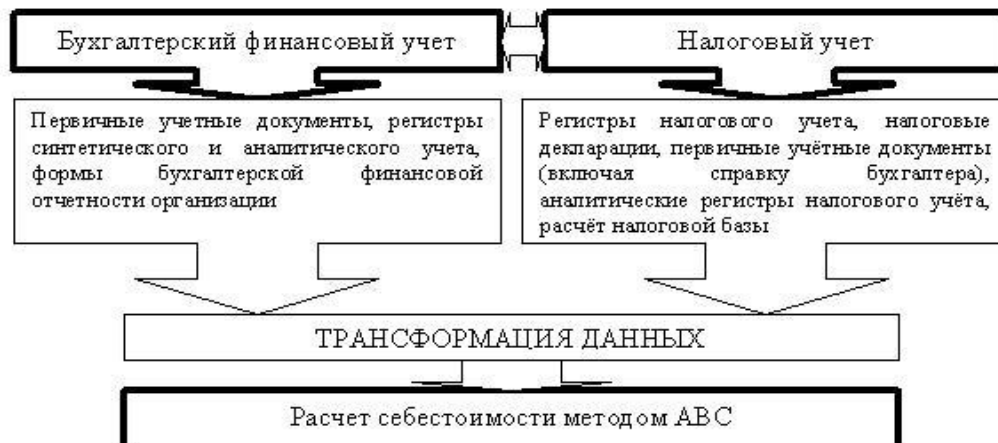 Бухгалтерский финансовый учет
Налоговый учет
Первичные учетные документы, регистры
синтетического и аналитического учета,
формы бухгалтерской финансовой
отчетности организации
Регистры налогового учета, налоговые
декларации, первичные учётные документы
(включая справку бухгалтера),
аналитические регистры налогового учёта,
расчёт налоговой базы
ТРАНСФОРМАЦИЯ ДАННЫХ
Расчет себестоимости методом АВС